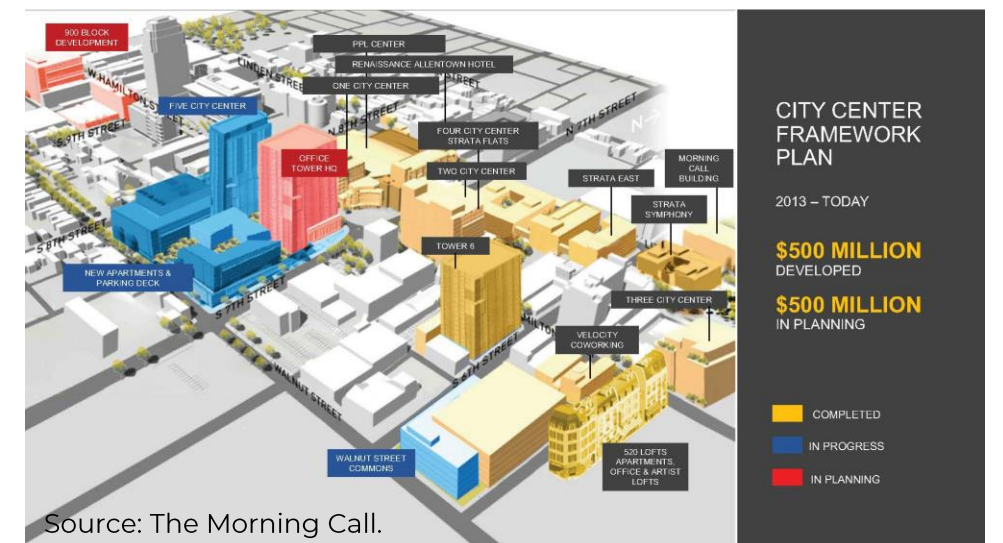 900 BLOCK
DEVELOPMENT
PPL CENTER
RENAISSANCE ALLENTOWN HOTEL
ONE CITY CENTER
LINDEN STREET
STREET
W HAMILTON ST
FIVE CITY CENTER
S 9TH STREET
N 8TH STREET
N 7TH STREET
N
FOUR CITY CENTER
STRATA FLATS
OFFICE
TOWER HQ
TWO CITY CENTER
STRATA EAST
MORNING
CALL
BUILDING
STRATA
SYMPHONY
S 8TH STREET
TOWER 6
NEW APARTMENTS &
PARKING DECK
S 7TH STREET
THREE CITY CENTER
VELOCITY
COWORKING
S 6TH STREET
WALNUT STREET
WALNUT STREET
COMMONS
520 LOFTS
APARTMENTS,
OFFICE & ARTIST
LOFTS
Source: The Morning Call.
CITY CENTER
FRAMEWORK
PLAN
2013 – TODAY
$500 MILLION
DEVELOPED
$500 MILLION
IN PLANNING
COMPLETED
IN PROGRESS
IN PLANNING